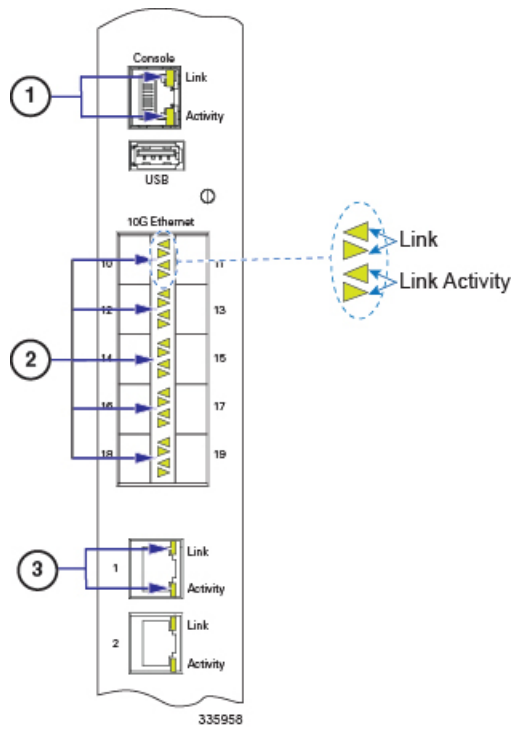 Console
Link
1
Activity
USB
10G Ethernet
10 11
Link
Link Activity
12 13
2
14 15
16 17
18 19
Link
3
1
Activity
Link
2
Activity
335958